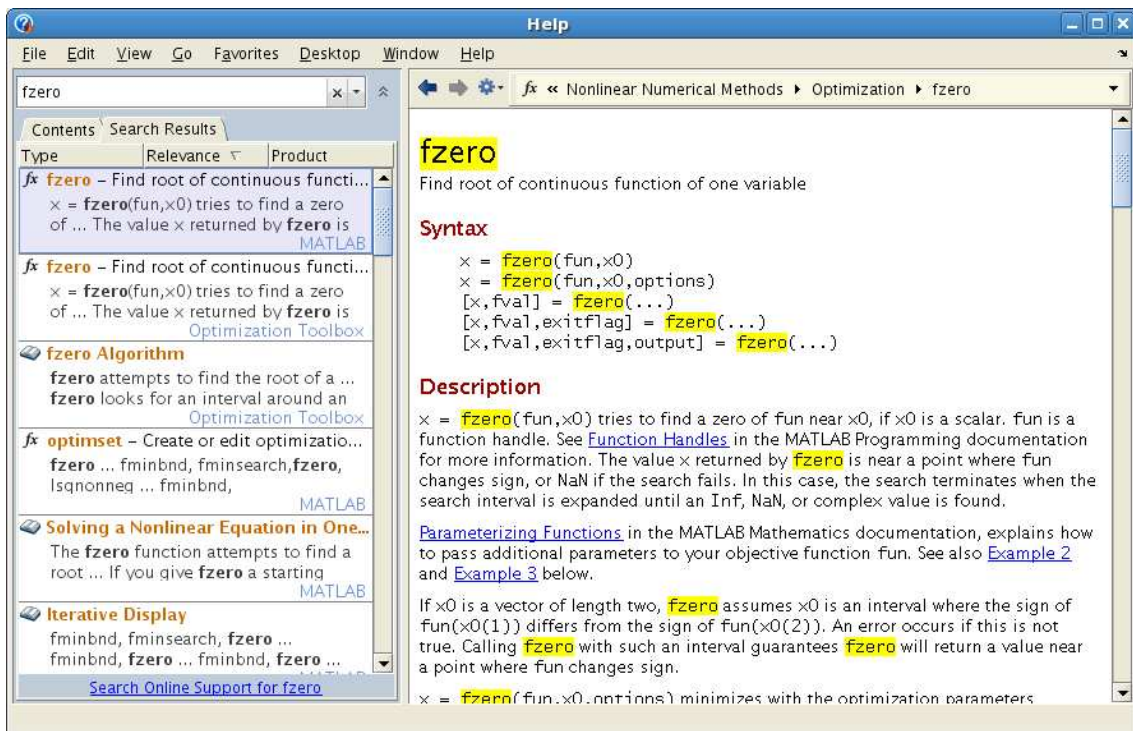 Help
File Edit View Go Favorites Desktop Window Help
fzero
Contents Search Results
Type Relevance Product
fx fzero – Find root of continuous functi...
x = fzero(fun,x0) tries to find a zero
of ... The value x returned by fzero is
MATLAB
fx fzero – Find root of continuous functi...
x = fzero(fun,x0) tries to find a zero
of ... The value x returned by fzero is
Optimization Toolbox
fzero Algorithm
fzero attempts to find the root of a ...
fzero looks for an interval around an
Optimization Toolbox
fx optimset – Create or edit optimizatio...
fzero ... fminbnd, fminsearch,fzero,
lsqnonneg ... fminbnd,
MATLAB
Solving a Nonlinear Equation in One...
The fzero function attempts to find a
root ... If you give fzero a starting
MATLAB
Iterative Display
fminbnd, fminsearch, fzero ...
fminbnd, fzero ... fminbnd, fzero ...
MATLAB
Search Online Support for fzero
fx « Nonlinear Numerical Methods ▶ Optimization ▶ fzero
fzero
Find root of continuous function of one variable
Syntax
x = fzero(fun,x0)
x = fzero(fun,x0,options)
[x,fval] = fzero(...)
[x,fval,exitflag] = fzero(...)
[x,fval,exitflag,output] = fzero(...)
Description
x = fzero(fun,x0) tries to find a zero of fun near x0, if x0 is a scalar. fun is a
function handle. See Function Handles in the MATLAB Programming documentation
for more information. The value x returned by fzero is near a point where fun
changes sign, or NaN if the search fails. In this case, the search terminates when the
search interval is expanded until an Inf, NaN, or complex value is found.
Parameterizing Functions in the MATLAB Mathematics documentation, explains how
to pass additional parameters to your objective function fun. See also Example 2
and Example 3 below.
If x0 is a vector of length two, fzero assumes x0 is an interval where the sign of
fun(x0(1)) differs from the sign of fun(x0(2)). An error occurs if this is not
true. Calling fzero with such an interval guarantees fzero will return a value near
a point where fun changes sign.
x = fzero(fun,x0,options) minimizes with the optimization parameters